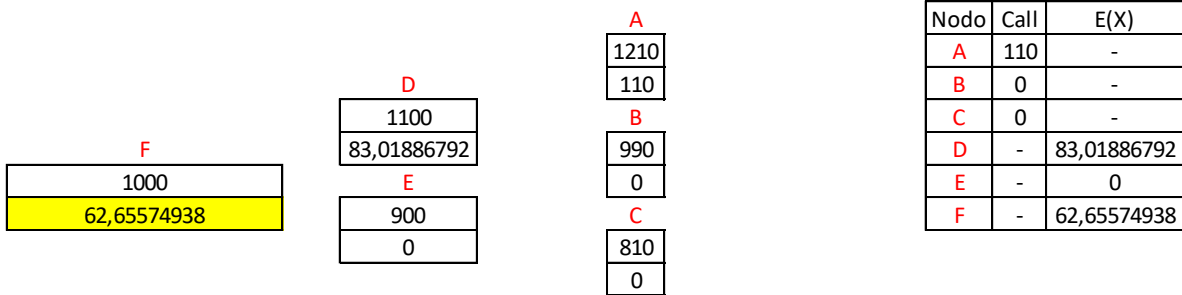 A
1210
110
D
1100
83,01886792
B
990
0
F
1000
62,65574938
E
900
0
C
810
0
Nodo Call E(X)
A 110 -
B 0 -
C 0 -
D - 83,01886792
E - 0
F - 62,65574938